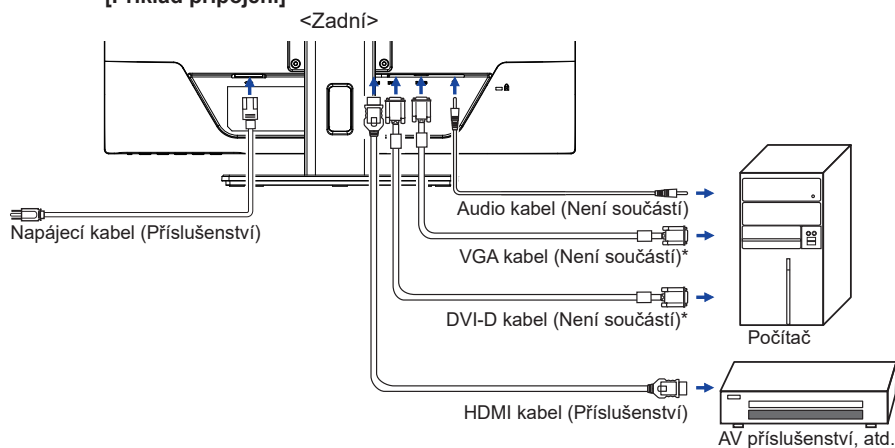 [Příklad připojení]
<Zadní>
Audio kabel (Není součástí)
Napájecí kabel (Příslušenství)
VGA kabel (Není součástí)*
DVI-D kabel (Není součástí)*
Počítač
HDMI kabel (Příslušenství)
AV příslušenství, atd.